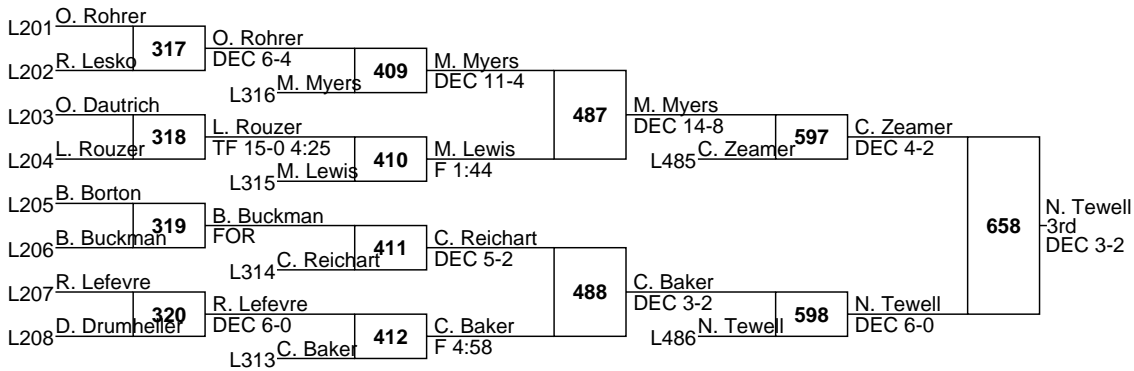 O. Rohrer
L201
317
O. Rohrer
DEC 6-4
R. Lesko
L202
409
M. Myers
DEC 11-4
M. Myers
L316
O. Dautrich
L203
487
M. Myers
DEC 14-8
318
L. Rouzer
TF 15-0 4:25
L. Rouzer
L204
410
M. Lewis
F 1:44
M. Lewis
L315
597
C. Zeamer
DEC 4-2
C. Zeamer
L485
B. Borton
L205
319
B. Buckman
FOR
B. Buckman
L206
411
C. Reichart
DEC 5-2
C. Reichart
L314
658
N. Tewell
3rd
DEC 3-2
R. Lefevre
L207
488
C. Baker
DEC 3-2
320
R. Lefevre
DEC 6-0
D. Drumheller
L208
412
C. Baker
F 4:58
C. Baker
L313
598
N. Tewell
DEC 6-0
N. Tewell
L486